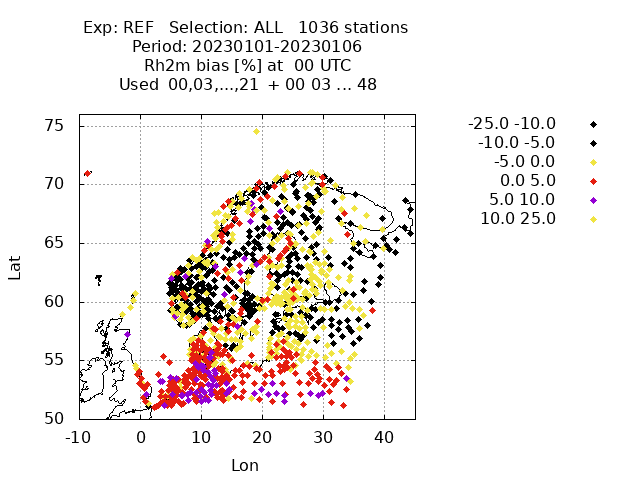 Exp: REF Selection: ALL 1036 stations
Period: 20230101-20230106
Rh2m bias [%] at 00 UTC
Used 00,03,...,21 + 00 03 ... 48
-25.0 -10.0
-10.0 -5.0
-5.0 0.0
0.0 5.0
5.0 10.0
10.0 25.0
75
70
65
60
55
50
Lat
-10 0 10 20 30 40
Lon